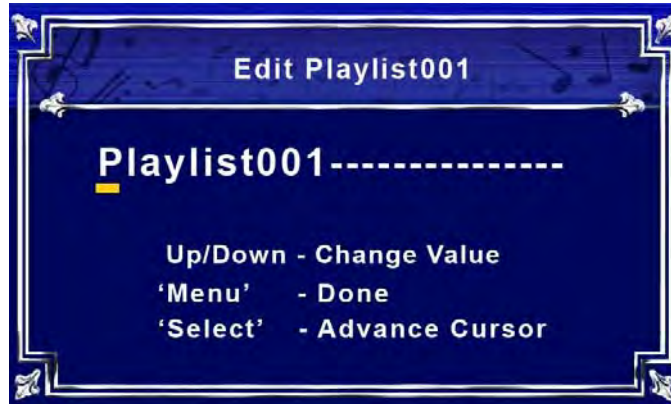 Edit Playlist001
Playlist001---------------
Up/Down - Change Value
‘Menu’ - Done
‘Select’ - Advance Cursor